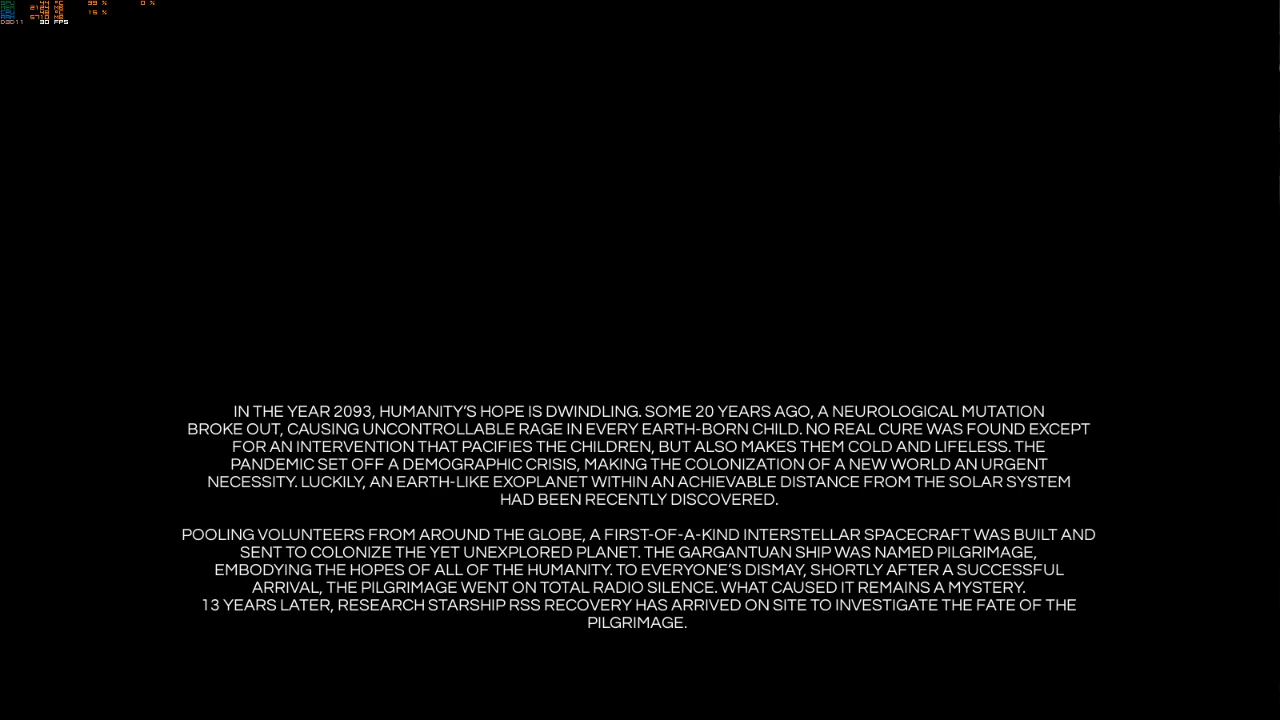 99 % 0 %
15 %
D3D11 30 FPS
IN THE YEAR 2093, HUMANITY'S HOPE IS DWINDLING. SOME 20 YEARS AGO, A NEUROLOGICAL MUTATION
BROKE OUT, CAUSING UNCONTROLLABLE RAGE IN EVERY EARTH-BORN CHILD. NO REAL CURE WAS FOUND EXCEPT
FOR AN INTERVENTION THAT PACIFIES THE CHILDREN, BUT ALSO MAKES THEM COLD AND LIFELESS. THE
PANDEMIC SET OFF A DEMOGRAPHIC CRISIS, MAKING THE COLONIZATION OF A NEW WORLD AN URGENT
NECESSITY. LUCKILY, AN EARTH-LIKE EXOPLANET WITHIN AN ACHIEVABLE DISTANCE FROM THE SOLAR SYSTEM
HAD BEEN RECENTLY DISCOVERED.
POOLING VOLUNTEERS FROM AROUND THE GLOBE, A FIRST-OF-A-KIND INTERSTELLAR SPACECRAFT WAS BUILT AND
SENT TO COLONIZE THE YET UNEXPLORED PLANET. THE GARGANTUAN SHIP WAS NAMED PILGRIMAGE,
EMBODYING THE HOPES OF ALL OF THE HUMANITY. TO EVERYONE'S DISMAY, SHORTLY AFTER A SUCCESSFUL
ARRIVAL, THE PILGRIMAGE WENT ON TOTAL RADIO SILENCE. WHAT CAUSED IT REMAINS A MYSTERY.
13 YEARS LATER, RESEARCH STARSHIP RSS RECOVERY HAS ARRIVED ON SITE TO INVESTIGATE THE FATE OF THE
PILGRIMAGE.